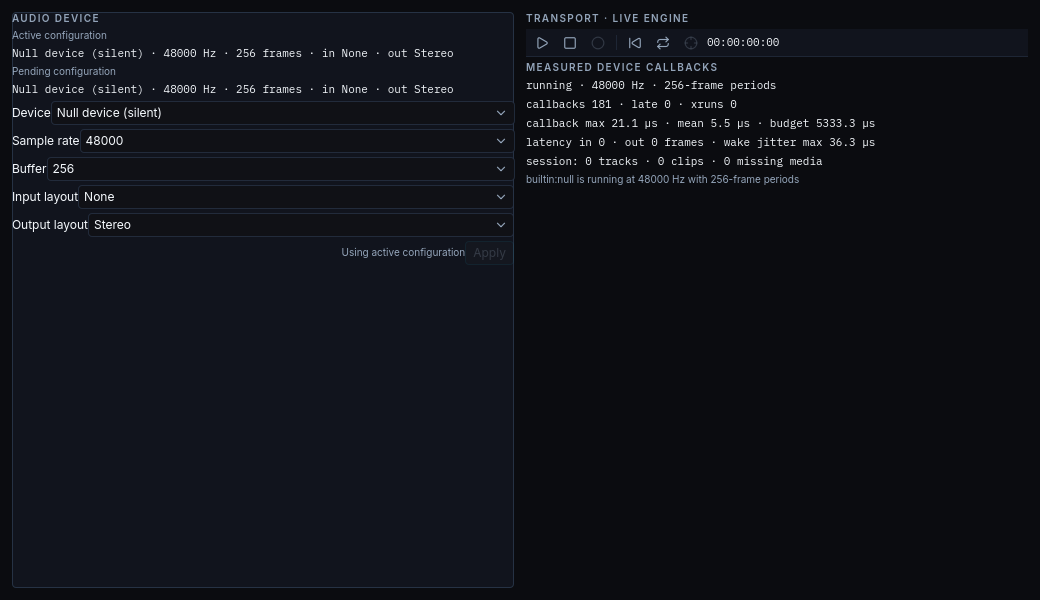 AUDIO DEVICE
Active configuration
Null device (silent) · 48000 Hz · 256 frames · in None · out Stereo
Pending configuration
Null device (silent) · 48000 Hz · 256 frames · in None · out Stereo
Device Null device (silent)
Sample rate 48000
Buffer 256
Input layout None
Output layout Stereo
Using active configuration Apply
TRANSPORT · LIVE ENGINE
00:00:00:00
MEASURED DEVICE CALLBACKS
running · 48000 Hz · 256-frame periods
callbacks 181 · late 0 · xruns 0
callback max 21.1 µs · mean 5.5 µs · budget 5333.3 µs
latency in 0 · out 0 frames · wake jitter max 36.3 µs
session: 0 tracks · 0 clips · 0 missing media
builtin:null is running at 48000 Hz with 256-frame periods